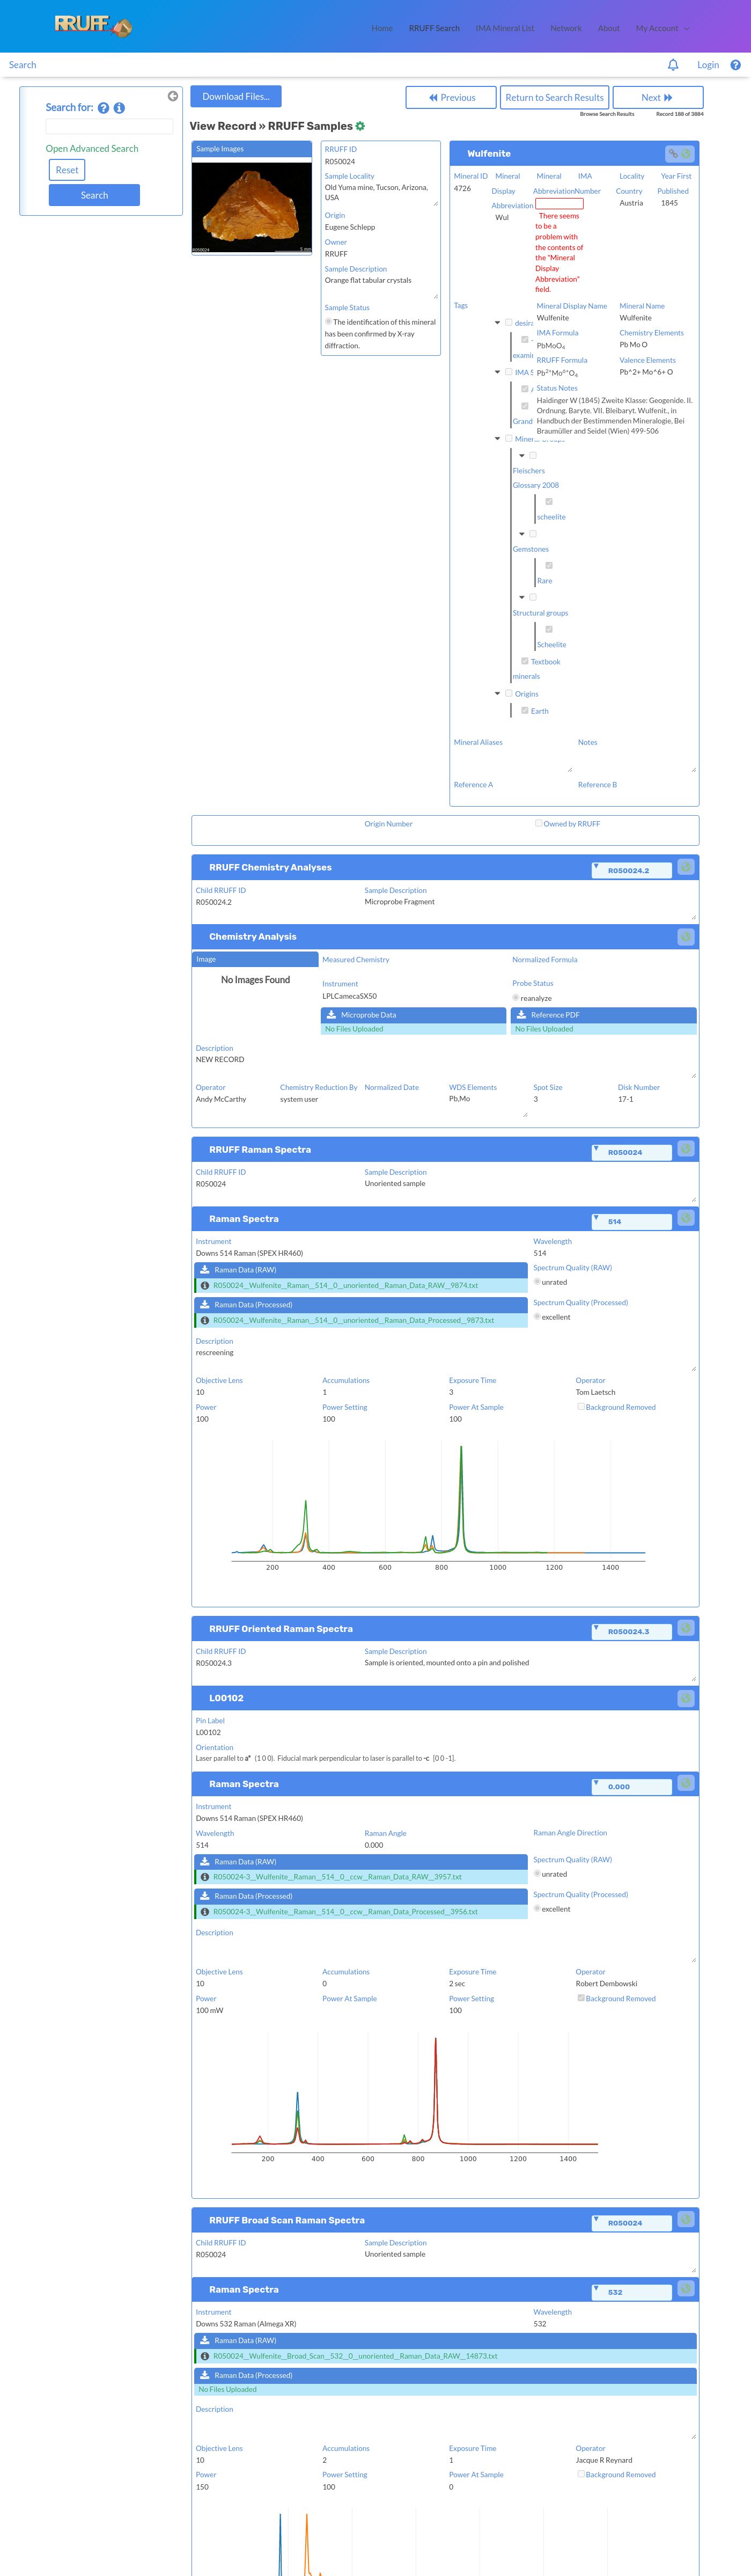 RRUFF
Home RRUFF Search IMA Mineral List Network About My Account
Search Login
Search for:
Open Advanced Search
Reset
Search
Download Files...
Previous
Return to Search Results
Next
Browse Search Results Record 188 of 3884
View Record » RRUFF Samples
Sample Images
R050024 5 mm
RRUFF ID
R050024
Sample Locality
Old Yuma mine, Tucson, Arizona,
USA
Origin
Eugene Schlepp
Owner
RRUFF
Sample Description
Orange flat tabular crystals
Sample Status
The identification of this mineral
has been confirmed by X-ray
diffraction.
Wulfenite
Mineral ID
4726
Mineral
Display
Abbreviation
Wul
Mineral
Abbreviation
There seems
to be a
problem with
the contents of
the "Mineral
Display
Abbreviation"
field.
IMA
Number
Locality
Country
Austria
Year First
Published
1845
Tags
Mineral Display Name
Wulfenite
Mineral Name
Wulfenite
IMA Formula
PbMoO₄
Chemistry Elements
Pb Mo O
RRUFF Formula
Pb²⁺Mo⁶⁺O₄
Valence Elements
Pb^2+ Mo^6+ O
Status Notes
Haidinger W (1845) Zweite Klasse: Geogenide. II.
Ordnung. Baryte. VII. Bleibaryt. Wulfenit., in
Handbuch der Bestimmenden Mineralogie, Bei
Braumüller and Seidel (Wien) 499-506
IMA S
Grand
Fleischers
Glossary 2008
scheelite
Gemstones
Rare
Structural groups
Scheelite
Textbook
minerals
Origins
Earth
Mineral Aliases Notes
Reference A Reference B
Origin Number Owned by RRUFF
RRUFF Chemistry Analyses R050024.2
Child RRUFF ID Sample Description
R050024.2 Microprobe Fragment
Chemistry Analysis
Image Measured Chemistry Normalized Formula
No Images Found
Instrument Probe Status
LPLCamecaSX50 reanalyze
Microprobe Data Reference PDF
No Files Uploaded No Files Uploaded
Description
NEW RECORD
Operator Chemistry Reduction By Normalized Date WDS Elements Spot Size Disk Number
Andy McCarthy system user Pb,Mo 3 17-1
RRUFF Raman Spectra R050024
Child RRUFF ID Sample Description
R050024 Unoriented sample
Raman Spectra 514
Instrument Wavelength
Downs 514 Raman (SPEX HR460) 514
Raman Data (RAW) Spectrum Quality (RAW)
R050024__Wulfenite__Raman__514__0__unoriented__Raman_Data_RAW__9874.txt unrated
Raman Data (Processed) Spectrum Quality (Processed)
R050024__Wulfenite__Raman__514__0__unoriented__Raman_Data_Processed__9873.txt excellent
Description
rescreening
Objective Lens Accumulations Exposure Time Operator
10 1 3 Tom Laetsch
Power Power Setting Power At Sample Background Removed
100 100 100
200 400 600 800 1000 1200 1400
RRUFF Oriented Raman Spectra R050024.3
Child RRUFF ID Sample Description
R050024.3 Sample is oriented, mounted onto a pin and polished
L00102
Pin Label
L00102
Orientation
Laser parallel to a* (1 0 0). Fiducial mark perpendicular to laser is parallel to -c [0 0 -1].
Raman Spectra 0.000
Instrument
Downs 514 Raman (SPEX HR460)
Wavelength Raman Angle Raman Angle Direction
514 0.000
Raman Data (RAW) Spectrum Quality (RAW)
R050024-3__Wulfenite__Raman__514__0__ccw__Raman_Data_RAW__3957.txt unrated
Raman Data (Processed) Spectrum Quality (Processed)
R050024-3__Wulfenite__Raman__514__0__ccw__Raman_Data_Processed__3956.txt excellent
Description
Objective Lens Accumulations Exposure Time Operator
10 0 2 sec Robert Dembowski
Power Power At Sample Power Setting Background Removed
100 mW 100
200 400 600 800 1000 1200 1400
RRUFF Broad Scan Raman Spectra R050024
Child RRUFF ID Sample Description
R050024 Unoriented sample
Raman Spectra 532
Instrument Wavelength
Downs 532 Raman (Almega XR) 532
Raman Data (RAW)
R050024__Wulfenite__Broad_Scan__532__0__unoriented__Raman_Data_RAW__14873.txt
Raman Data (Processed)
No Files Uploaded
Description
Objective Lens Accumulations Exposure Time Operator
10 2 1 Jacque R Reynard
Power Power Setting Power At Sample Background Removed
150 100 0